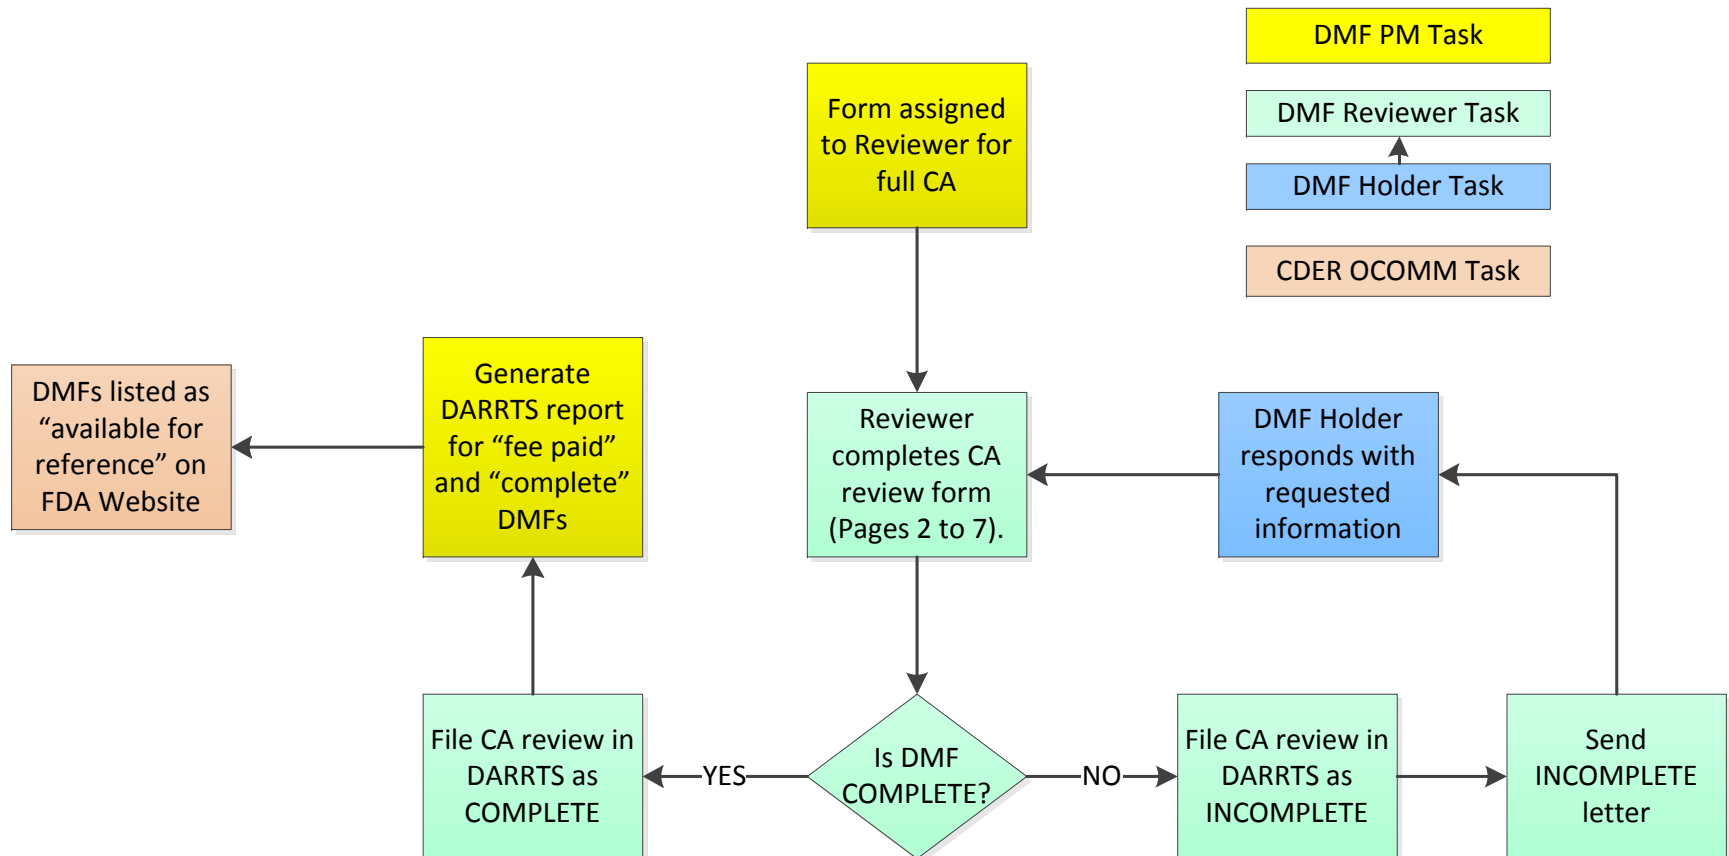 DMF PM Task
DMF Reviewer Task
DMF Holder Task
CDER OCOMM Task
Form assigned
to Reviewer for
full CA
DMFs listed as
“available for
reference” on
FDA Website
Generate
DARRTS report
for “fee paid”
and “complete”
DMFs
Reviewer
completes CA
review form
(Pages 2 to 7).
DMF Holder
responds with
requested
information
File CA review in
DARRTS as
COMPLETE
YES
Is DMF
COMPLETE?
NO
File CA review in
DARRTS as
INCOMPLETE
Send
INCOMPLETE
letter